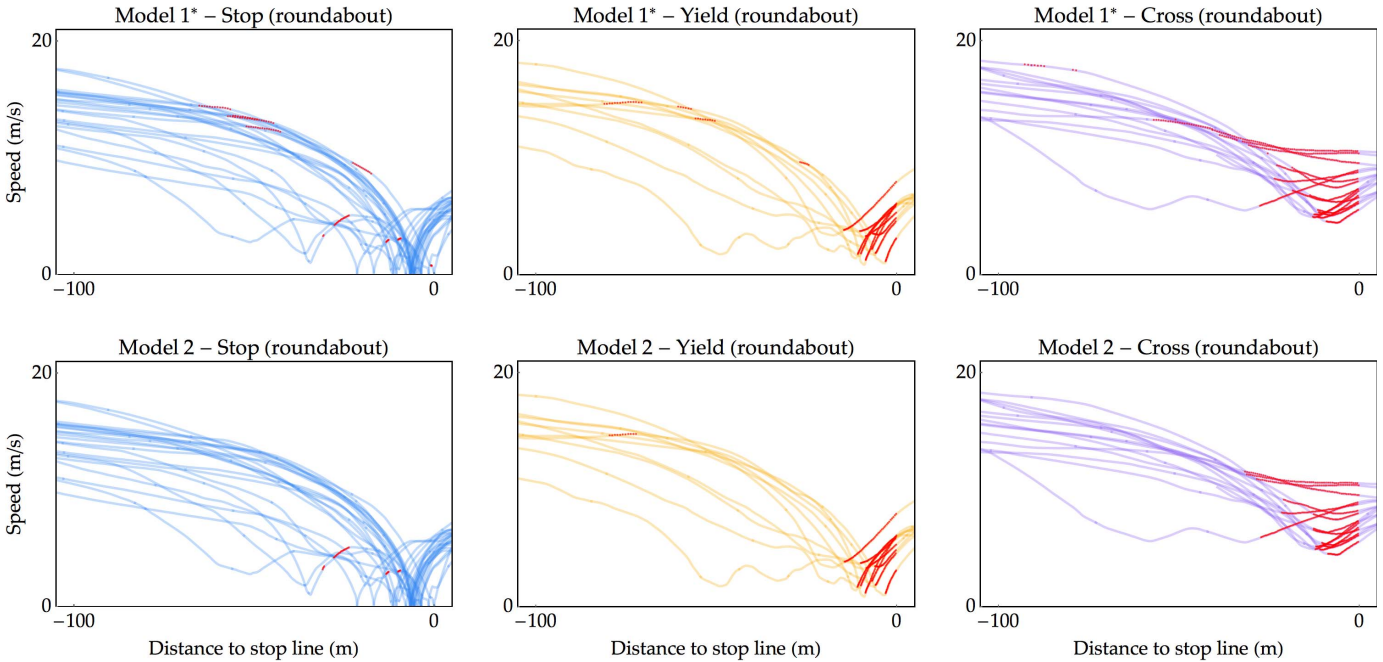 Model 1* – Stop (roundabout)
Model 1* – Yield (roundabout)
Model 1* – Cross (roundabout)
20
20
20
Speed (m/s)
0
0
0
−100
0
−100
0
−100
0
Model 2 – Stop (roundabout)
Model 2 – Yield (roundabout)
Model 2 – Cross (roundabout)
20
20
20
Speed (m/s)
0
0
0
−100
0
−100
0
−100
0
Distance to stop line (m)
Distance to stop line (m)
Distance to stop line (m)